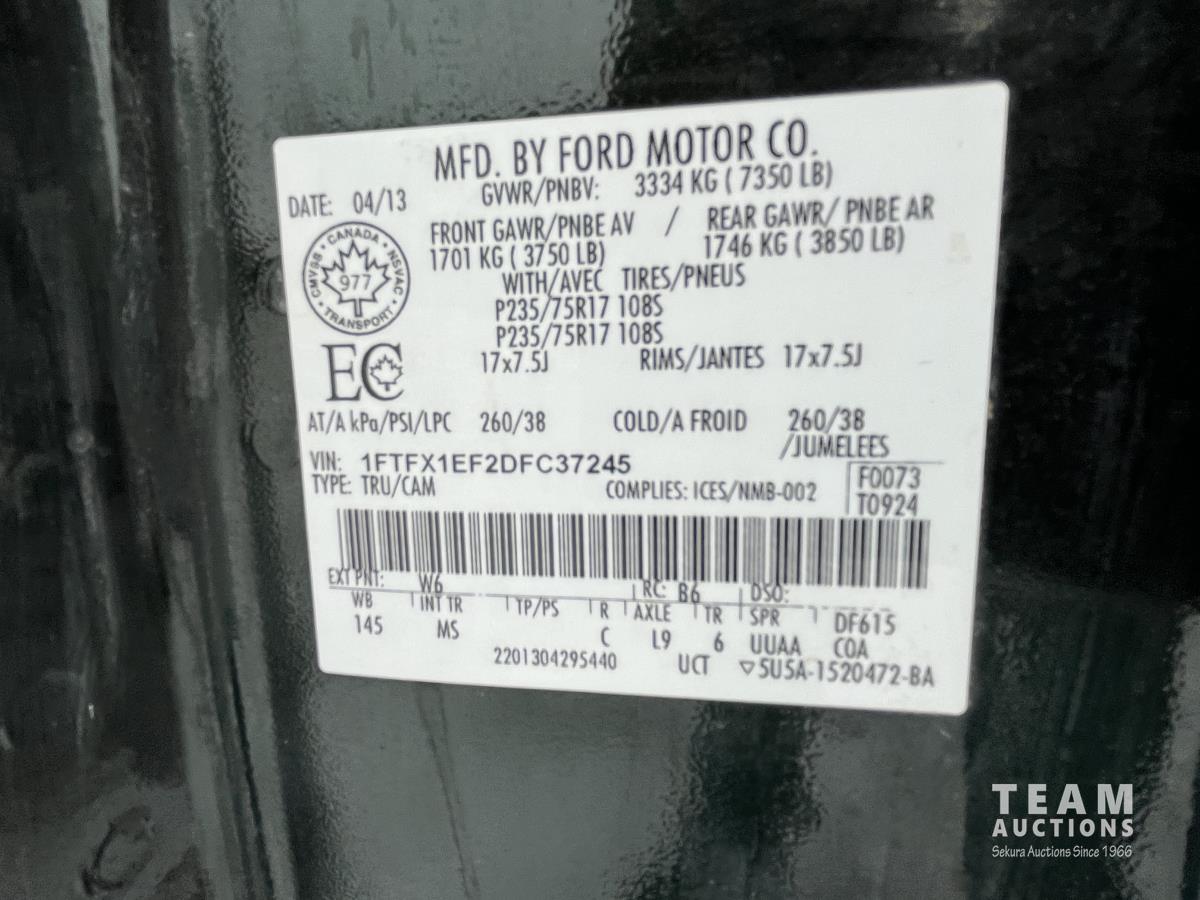 MFD. BY FORD MOTOR CO.
DATE: 04/13
GVWR/PNBV: 3334 KG ( 7350 LB)
FRONT GAWR/PNBE AV / REAR GAWR/ PNBE AR
1701 KG ( 3750 LB) 1746 KG ( 3850 LB)
WITH/AVEC TIRES/PNEUS
P235/75R17 108S
P235/75R17 108S
17x7.5J RIMS/JANTES 17x7.5J
CANADA
CMVSS NSVAC
977
TRANSPORT
EC
AT/A kPa/PSI/LPC 260/38 COLD/A FROID 260/38
/JUMELEES
VIN: 1FTFX1EF2DFC37245
TYPE: TRU/CAM COMPLIES: ICES/NMB-002
F0073
T0924
EXT PNT: W6 RC: B6 DSO:
WB INT TR TP/PS R AXLE TR SPR DF615
145 MS C L9 6 UUAA COA
2201304295440 UCT ▽5U5A-1520472-BA
TEAM
AUCTIONS
Sekura Auctions Since 1966